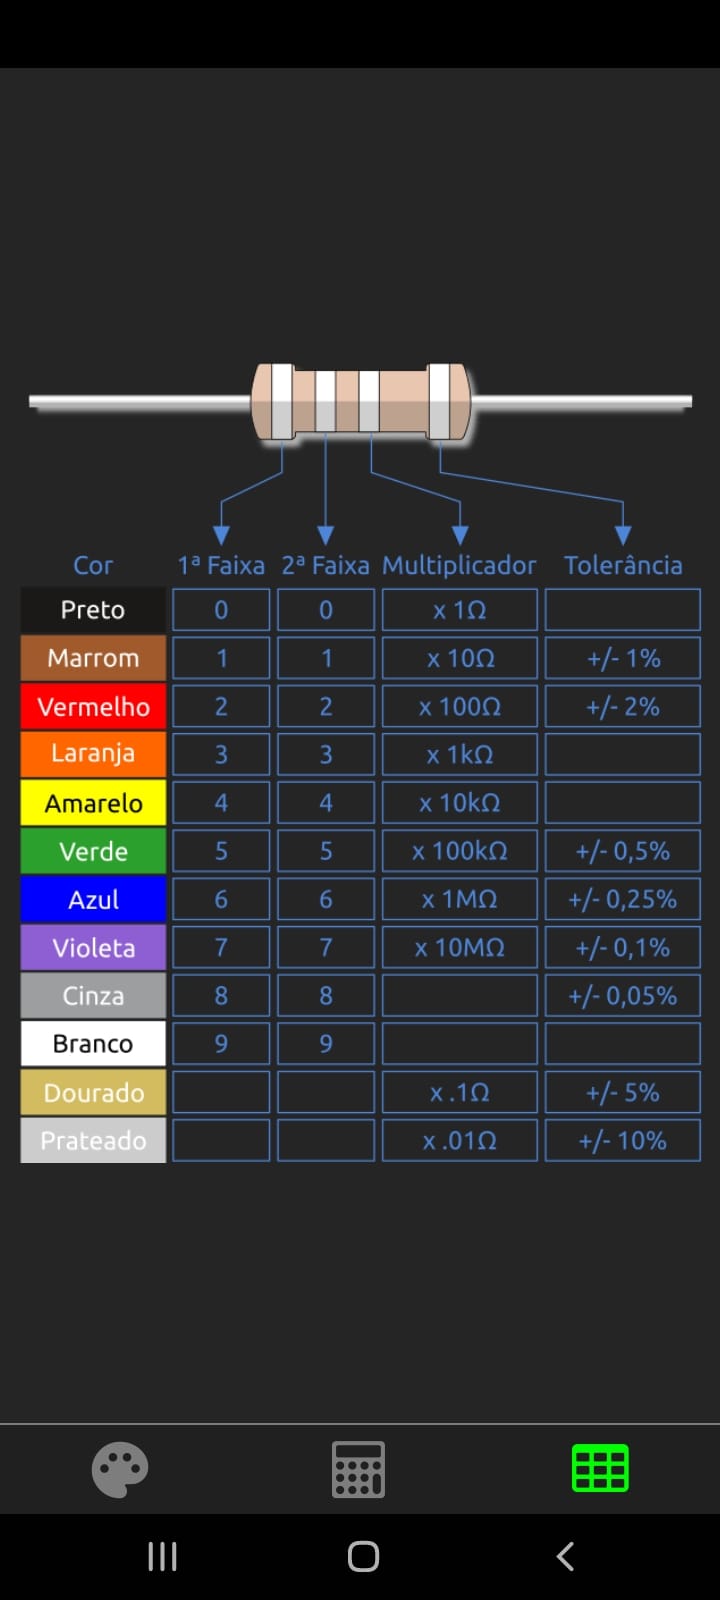 Cor 1ª Faixa 2ª Faixa Multiplicador Tolerância
Preto 0 0 x 1Ω
Marrom 1 1 x 10Ω +/- 1%
Vermelho 2 2 x 100Ω +/- 2%
Laranja 3 3 x 1kΩ
Amarelo 4 4 x 10kΩ
Verde 5 5 x 100kΩ +/- 0,5%
Azul 6 6 x 1MΩ +/- 0,25%
Violeta 7 7 x 10MΩ +/- 0,1%
Cinza 8 8 +/- 0,05%
Branco 9 9
Dourado x .1Ω +/- 5%
Prateado x .01Ω +/- 10%